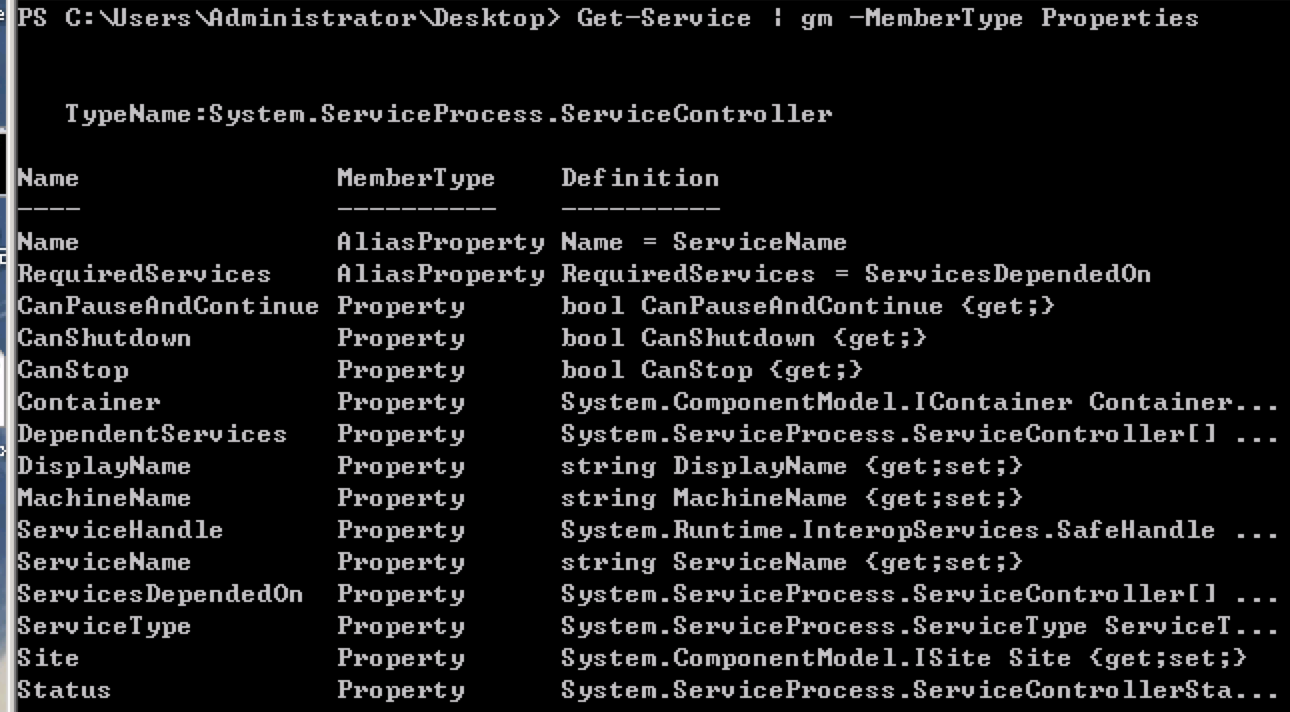 PS C:\Users\Administrator\Desktop> Get-Service | gm -MemberType Properties
TypeName:System.ServiceProcess.ServiceController
Name MemberType Definition
---- ---------- ----------
Name AliasProperty Name = ServiceName
RequiredServices AliasProperty RequiredServices = ServicesDependedOn
CanPauseAndContinue Property bool CanPauseAndContinue {get;}
CanShutdown Property bool CanShutdown {get;}
CanStop Property bool CanStop {get;}
Container Property System.ComponentModel.IContainer Container...
DependentServices Property System.ServiceProcess.ServiceController[] ...
DisplayName Property string DisplayName {get;set;}
MachineName Property string MachineName {get;set;}
ServiceHandle Property System.Runtime.InteropServices.SafeHandle ...
ServiceName Property string ServiceName {get;set;}
ServicesDependedOn Property System.ServiceProcess.ServiceController[] ...
ServiceType Property System.ServiceProcess.ServiceType ServiceT...
Site Property System.ComponentModel.ISite Site {get;set;}
Status Property System.ServiceProcess.ServiceControllerSta...